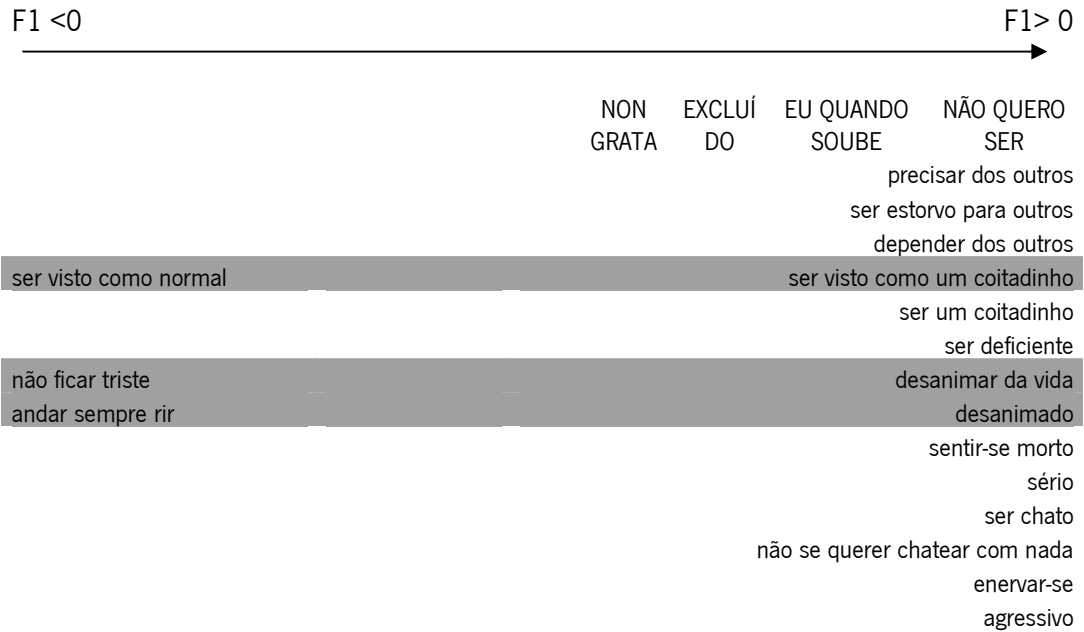 F1 <0 F1> 0
NON EXCLUÍ EU QUANDO NÃO QUERO
GRATA DO SOUBE SER
precisar dos outros
ser estorvo para outros
depender dos outros
ser visto como normal ser visto como um coitadinho
ser um coitadinho
ser deficiente
não ficar triste desanimar da vida
andar sempre rir desanimado
sentir-se morto
sério
ser chato
não se querer chatear com nada
enervar-se
agressivo